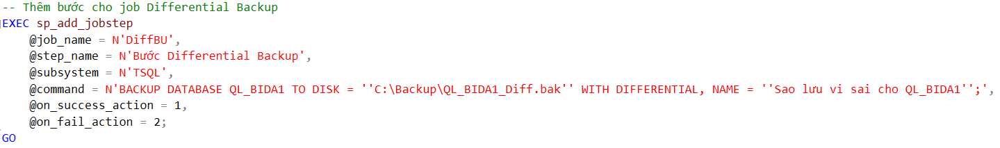 -- Thêm bước cho job Differential Backup
EXEC sp_add_jobstep
    @job_name = N'DiffBU',
    @step_name = N'Bước Differential Backup',
    @subsystem = N'TSQL',
    @command = N'BACKUP DATABASE QL_BIDA1 TO DISK = ''C:\Backup\QL_BIDA1_Diff.bak'' WITH DIFFERENTIAL, NAME = ''Sao lưu vi sai cho QL_BIDA1'';',
    @on_success_action = 1,
    @on_fail_action = 2;
GO